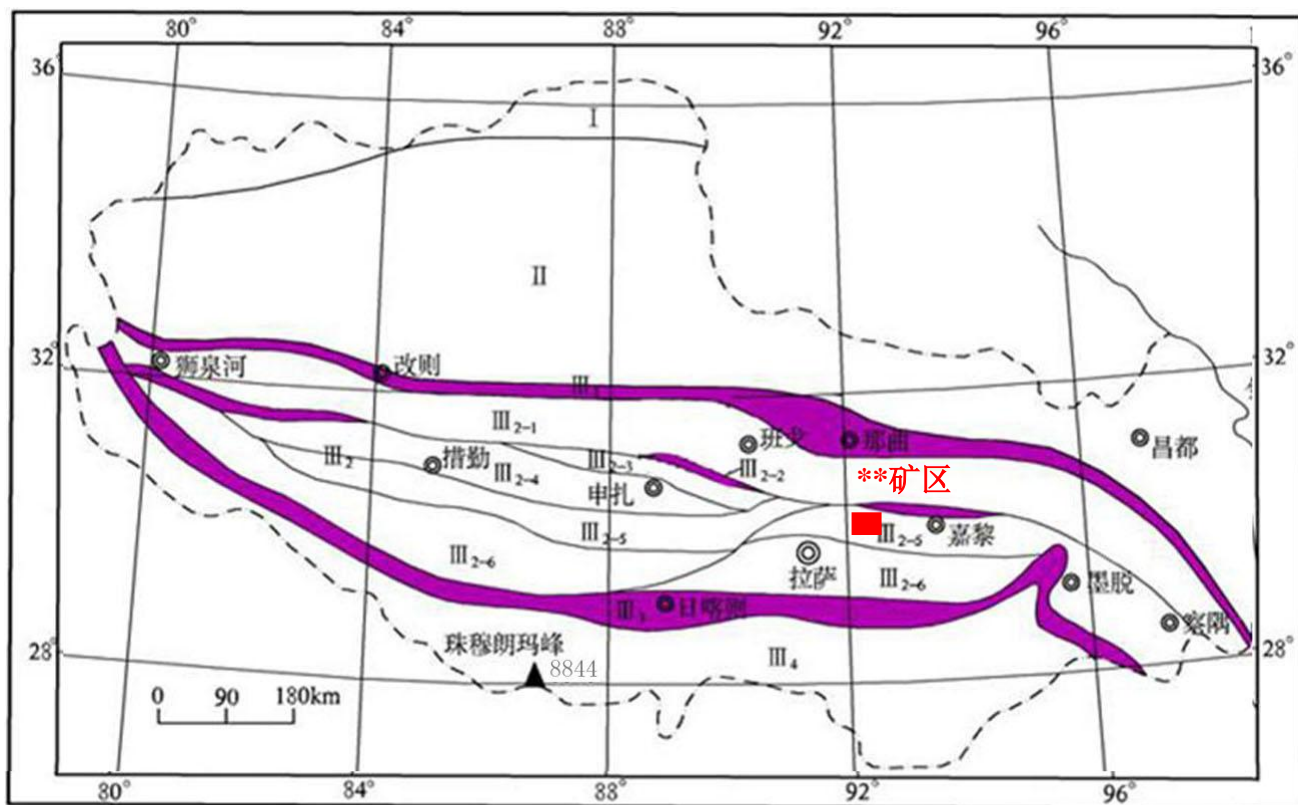 80° 84° 88° 92° 96°
36° 36°
I
II
32° 32°
狮泉河 改则
III₁
III₂₋₁
班戈 那曲 昌都
III₂ 措勤 III₂₋₃ III₂₋₂
III₂₋₄ **矿区
申扎
III₂₋₅ III₂₋₅ 嘉黎
III₂₋₆ 拉萨 III₂₋₆ 墨脱
III₃ 日喀则 察隅
珠穆朗玛峰 III₄
28° 8844 28°
0 90 180km
80° 84° 88° 92° 96°